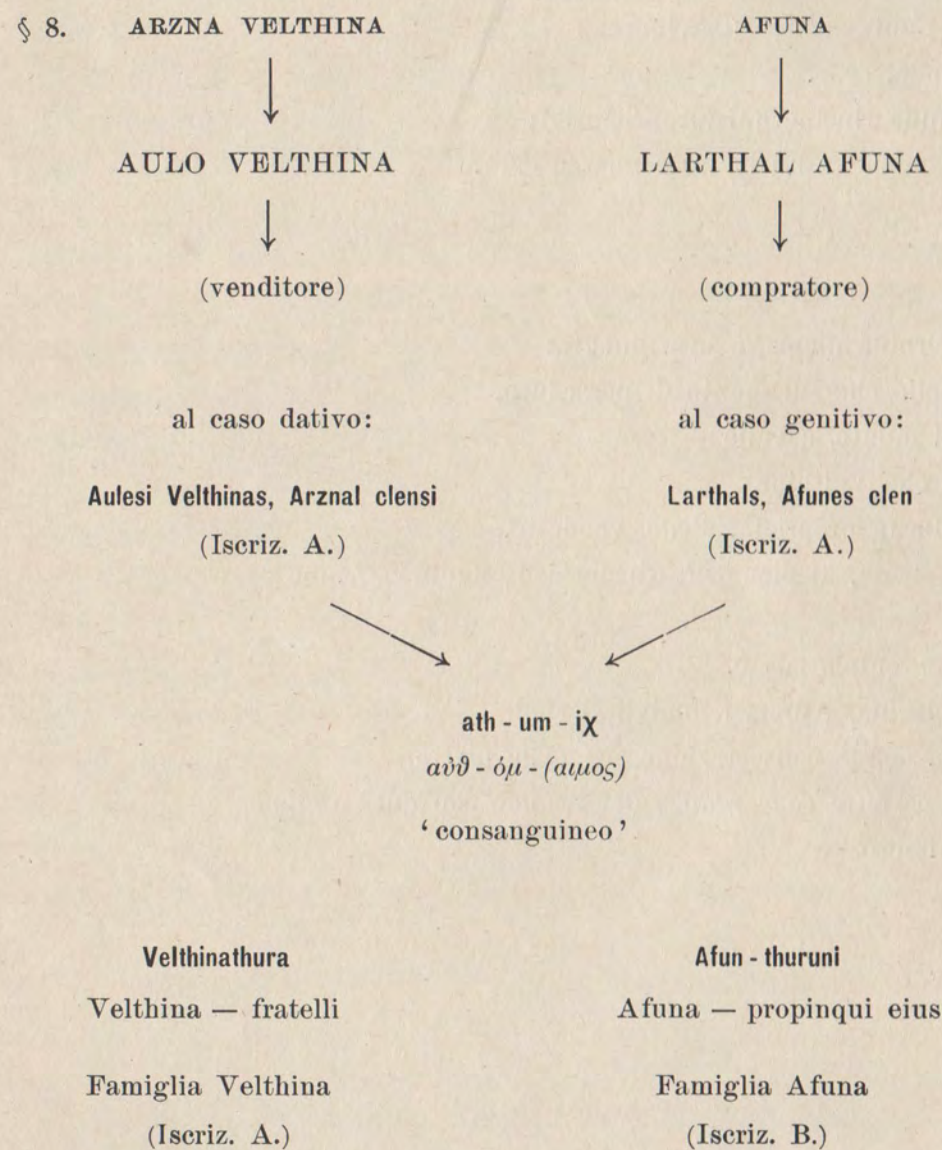 § 8. ARZNA VELTHINA AFUNA
AULO VELTHINA LARTHAL AFUNA
(venditore) (compratore)
al caso dativo: al caso genitivo:
Aulesi Velthinas, Arznal clensi Larthals, Afunes clen
(Iscriz. A.) (Iscriz. A.)
ath - um - iχ
αὐϑ - όμ - (αιμος)
‘ consanguineo ’
Velthinathura Afun - thuruni
Velthina — fratelli Afuna — propinqui eius
Famiglia Velthina Famiglia Afuna
(Iscriz. A.) (Iscriz. B.)